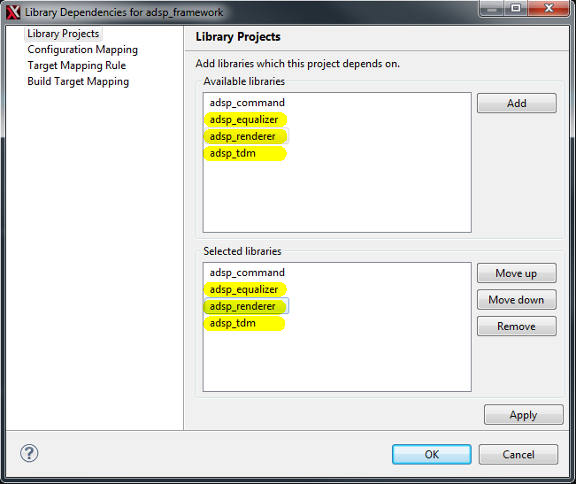 Library Dependencies for adsp_framework
Library Projects
Configuration Mapping
Target Mapping Rule
Build Target Mapping
Library Projects
Add libraries which this project depends on.
Available libraries
adsp_command
adsp_equalizer
adsp_renderer
adsp_tdm
Add
Selected libraries
adsp_command
adsp_equalizer
adsp_renderer
adsp_tdm
Move up
Move down
Remove
Apply
?
OK
Cancel